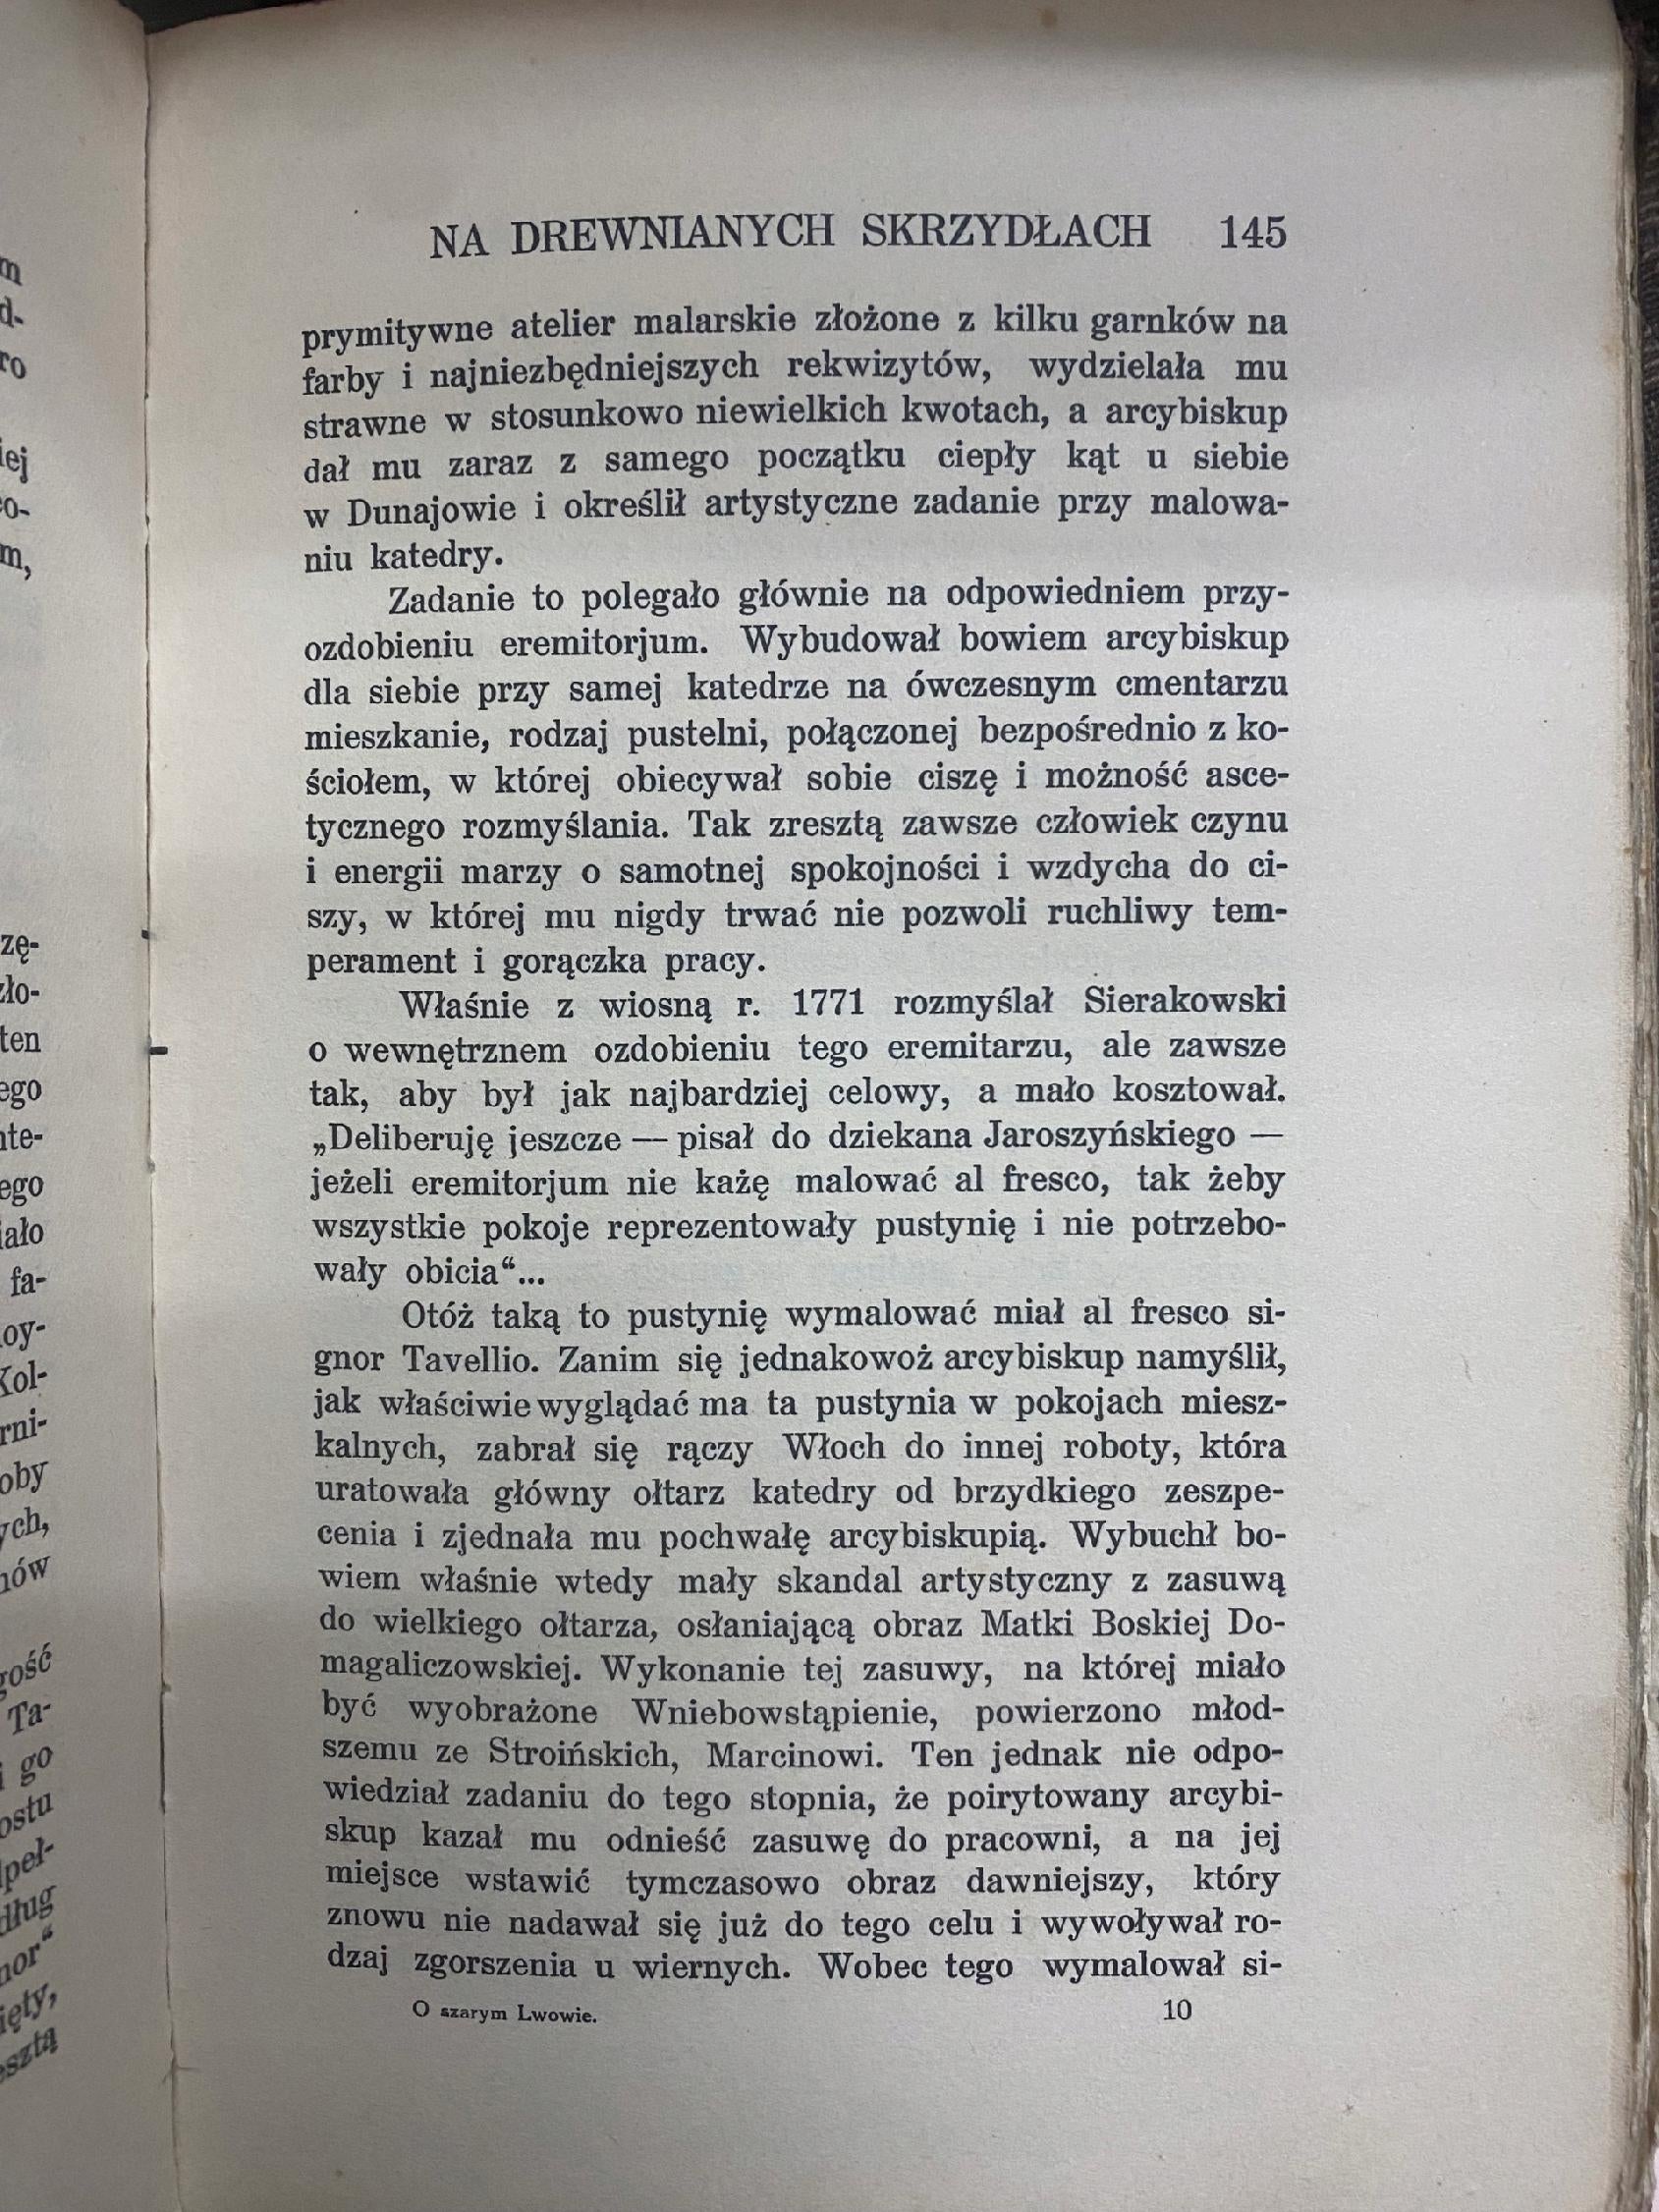 NA DREWNIANYCH SKRZYDŁACH 145
prymitywne atelier malarskie złożone z kilku garnków na
farby i najniezbędniejszych rekwizytów, wydzielała mu
strawne w stosunkowo niewielkich kwotach, a arcybiskup
dał mu zaraz z samego początku ciepły kąt u siebie
w Dunajowie i określił artystyczne zadanie przy malowa-
niu katedry.
Zadanie to polegało głównie na odpowiedniem przy-
ozdobieniu eremitorjum. Wybudował bowiem arcybiskup
dla siebie przy samej katedrze na ówczesnym cmentarzu
mieszkanie, rodzaj pustelni, połączonej bezpośrednio z ko-
ściołem, w której obiecywał sobie ciszę i możność asce-
tycznego rozmyślania. Tak zresztą zawsze człowiek czynu
i energii marzy o samotnej spokojności i wzdycha do ci-
szy, w której mu nigdy trwać nie pozwoli ruchliwy tem-
perament i gorączka pracy.
Właśnie z wiosną r. 1771 rozmyślał Sierakowski
o wewnętrznem ozdobieniu tego eremitarzu, ale zawsze
tak, aby był jak najbardziej celowy, a mało kosztował.
„Deliberuję jeszcze — pisał do dziekana Jaroszyńskiego —
jeżeli eremitorjum nie każę malować al fresco, tak żeby
wszystkie pokoje reprezentowały pustynię i nie potrzebo-
wały obicia“...
Otóż taką to pustynię wymalować miał al fresco si-
gnor Tavellio. Zanim się jednakowoż arcybiskup namyślił,
jak właściwie wyglądać ma ta pustynia w pokojach miesz-
kalnych, zabrał się rączy Włoch do innej roboty, która
uratowała główny ołtarz katedry od brzydkiego zeszpe-
cenia i zjednała mu pochwałę arcybiskupią. Wybuchł bo-
wiem właśnie wtedy mały skandal artystyczny z zasuwą
do wielkiego ołtarza, osłaniającą obraz Matki Boskiej Do-
magaliczowskiej. Wykonanie tej zasuwy, na której miało
być wyobrażone Wniebowstąpienie, powierzono młod-
szemu ze Stroińskich, Marcinowi. Ten jednak nie odpo-
wiedział zadaniu do tego stopnia, że poirytowany arcybi-
skup kazał mu odnieść zasuwę do pracowni, a na jej
miejsce wstawić tymczasowo obraz dawniejszy, który
znowu nie nadawał się już do tego celu i wywoływał ro-
dzaj zgorszenia u wiernych. Wobec tego wymalował si-
O szarym Lwowie. 10